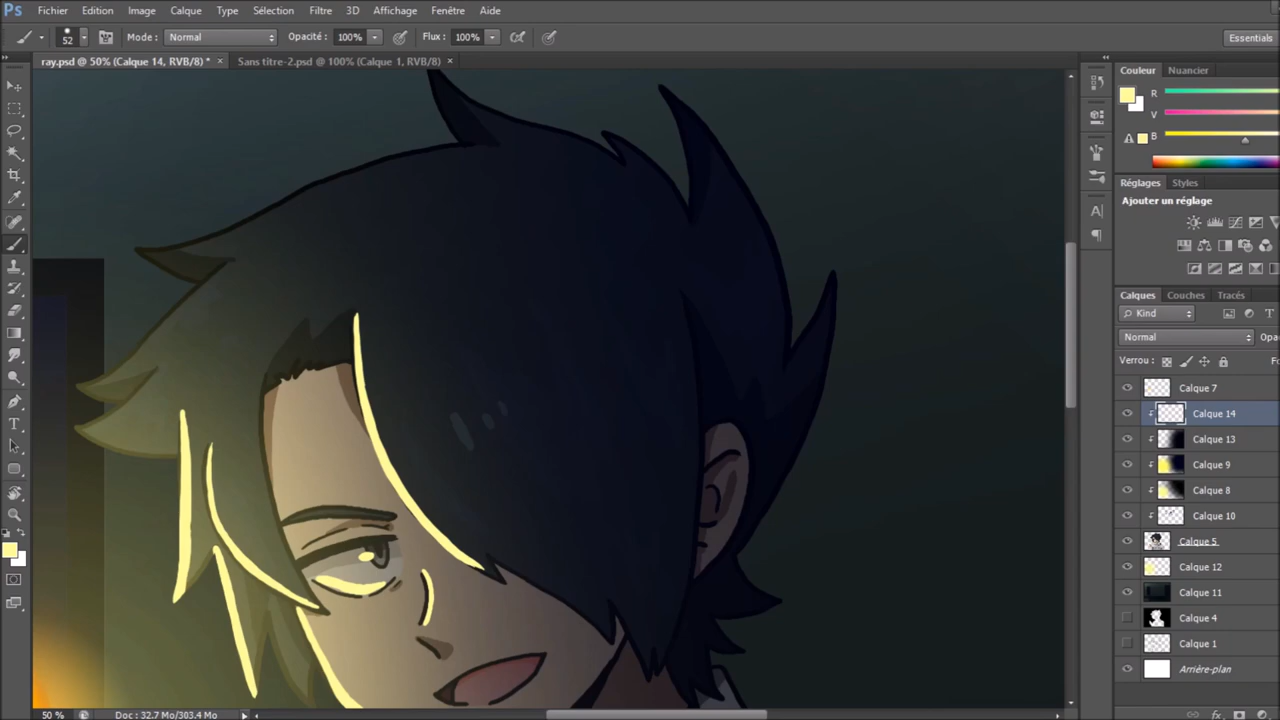 Ps Fichier Edition Image Calque Type Sélection Filtre 3D Affichage Fenêtre Aide
52 Mode : Normal Opacité : 100% Flux : 100% Essentials
ray.psd @ 50% (Calque 14, RVB/8) * × Sans titre-2.psd @ 100% (Calque 1, RVB/8) ×
Couleur Nuancier
R
V
B
Réglages Styles
Ajouter un réglage
Calques Couches Tracés
Kind
Normal Opa
Verrou :
Calque 7
Calque 14
Calque 13
Calque 9
Calque 8
Calque 10
Calque 5
Calque 12
Calque 11
Calque 4
Calque 1
Arrière-plan
50 % Doc : 32.7 Mo/303.4 Mo
fx